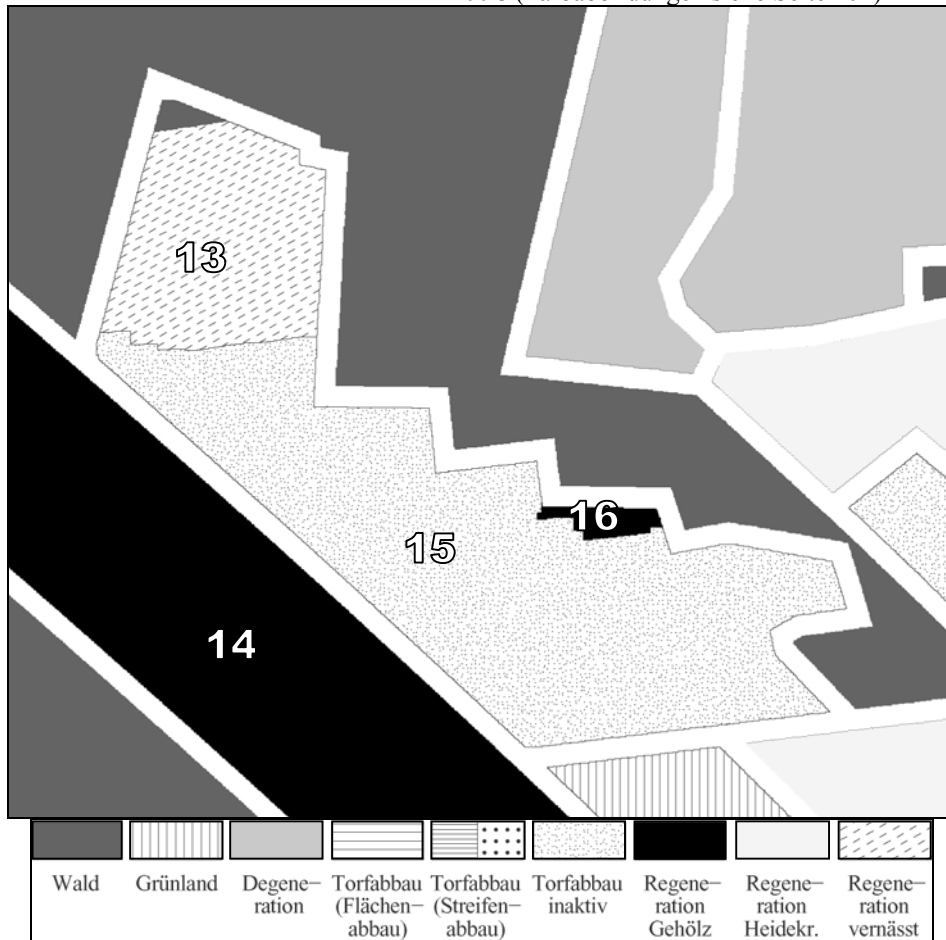 13
16
15
14
Wald Grünland Degene− Torfabbau Torfabbau Torfabbau Regene− Regene− Regene−
ration (Flächen− (Streifen− inaktiv ration ration ration
abbau) abbau) Gehölz Heidekr. vernässt